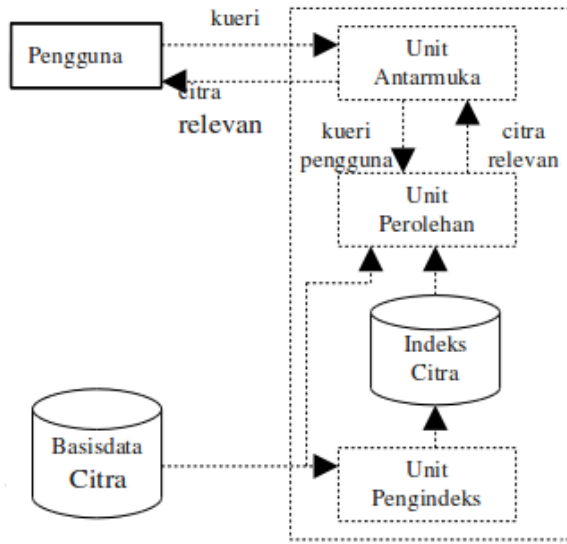 kueri
Pengguna
Unit
Antarmuka
citra
relevan
kueri
pengguna
citra
relevan
Unit
Perolehan
Indeks
Citra
Basisdata
Citra
Unit
Pengindeks